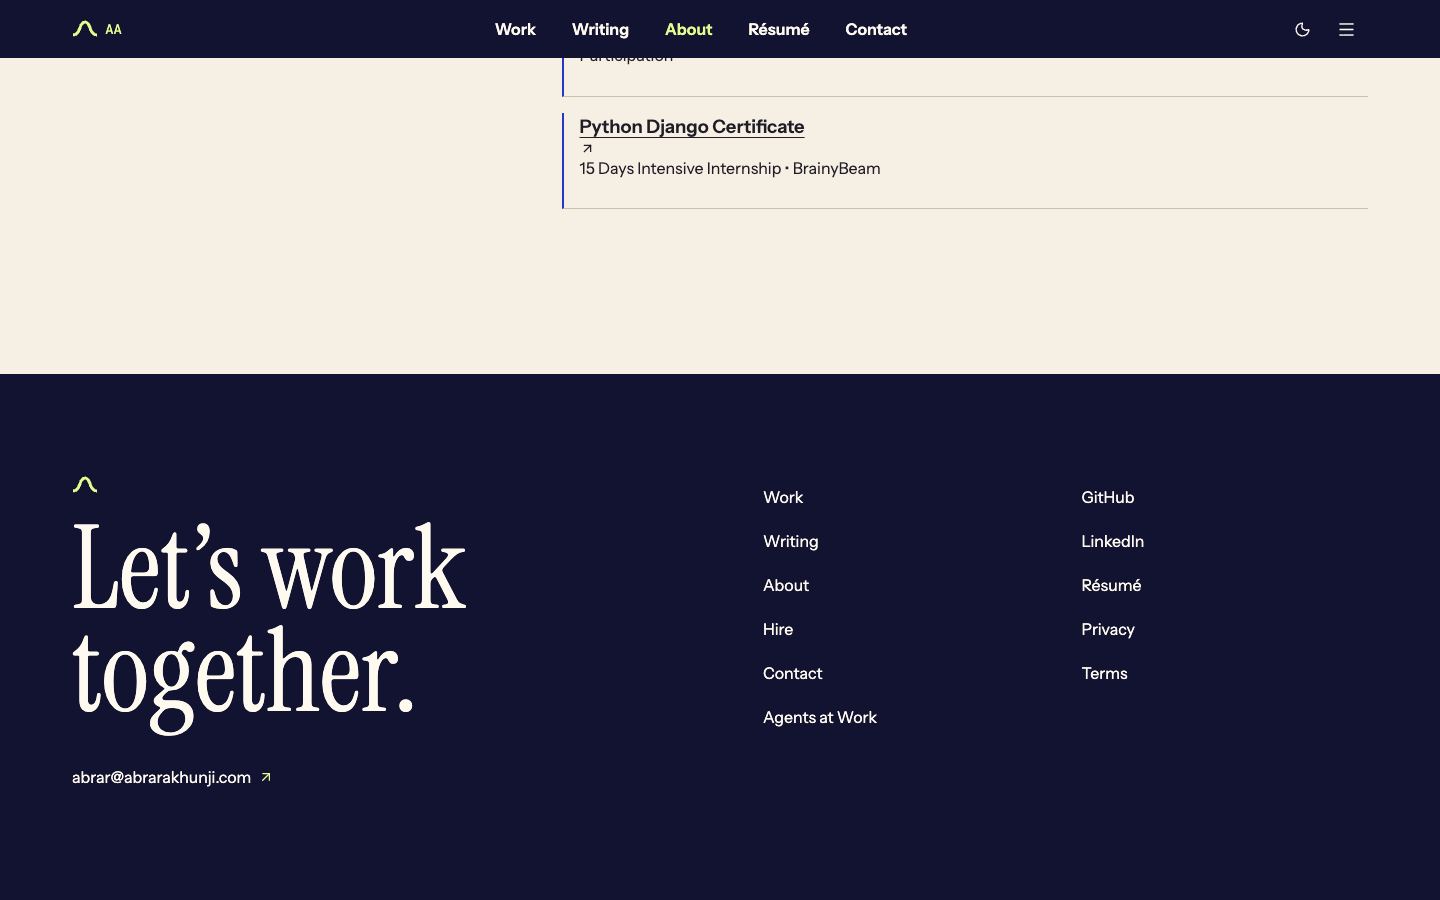 AA
Work
Writing
About
Résumé
Contact
Python Django Certificate
15 Days Intensive Internship • BrainyBeam
Let’s work
together.
abrar@abrarakhunji.com
Work
Writing
About
Hire
Contact
Agents at Work
GitHub
LinkedIn
Résumé
Privacy
Terms